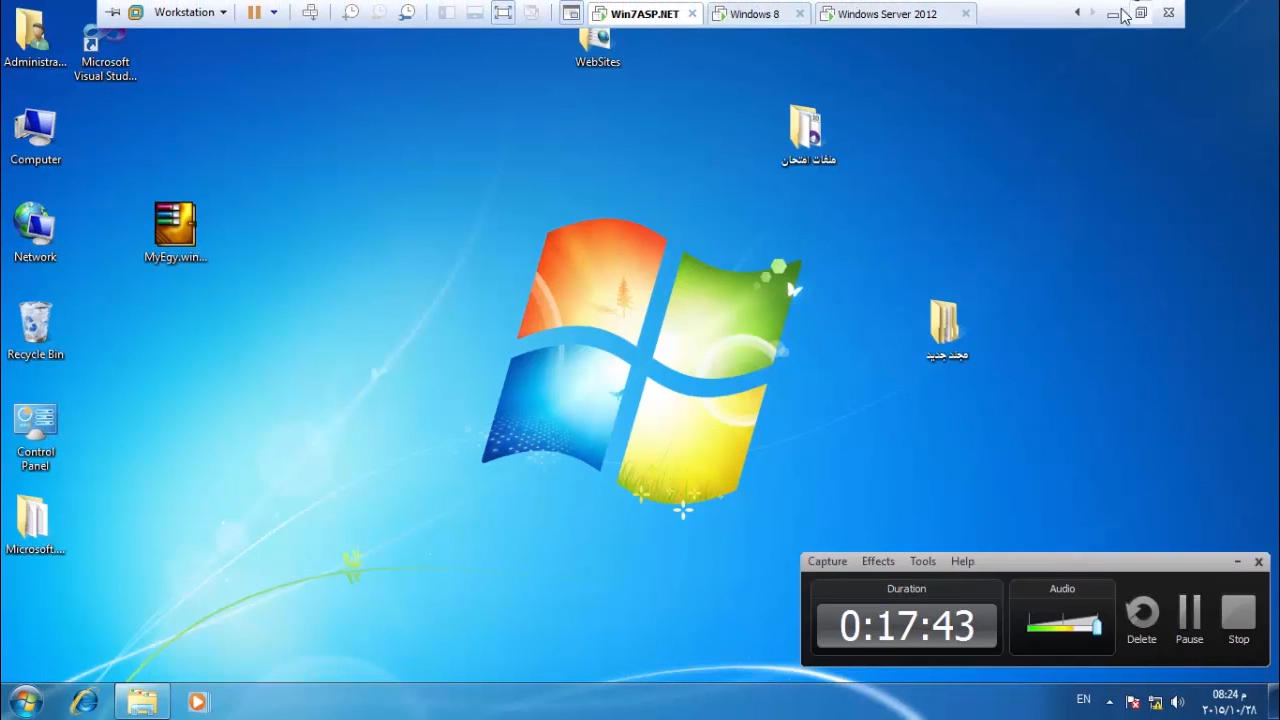 Workstation
Win7ASP.NET
Windows 8
Windows Server 2012
Administra...
Microsoft
Visual Stud...
WebSites
Computer
ملفات امتحان
Network
MyEgy.win...
Recycle Bin
مجلد جديد
Control
Panel
Microsoft....
Capture Effects Tools Help
Duration
Audio
0:17:43
Delete
Pause
Stop
EN
08:24 م
٢٠١٥/١٠/٢٨